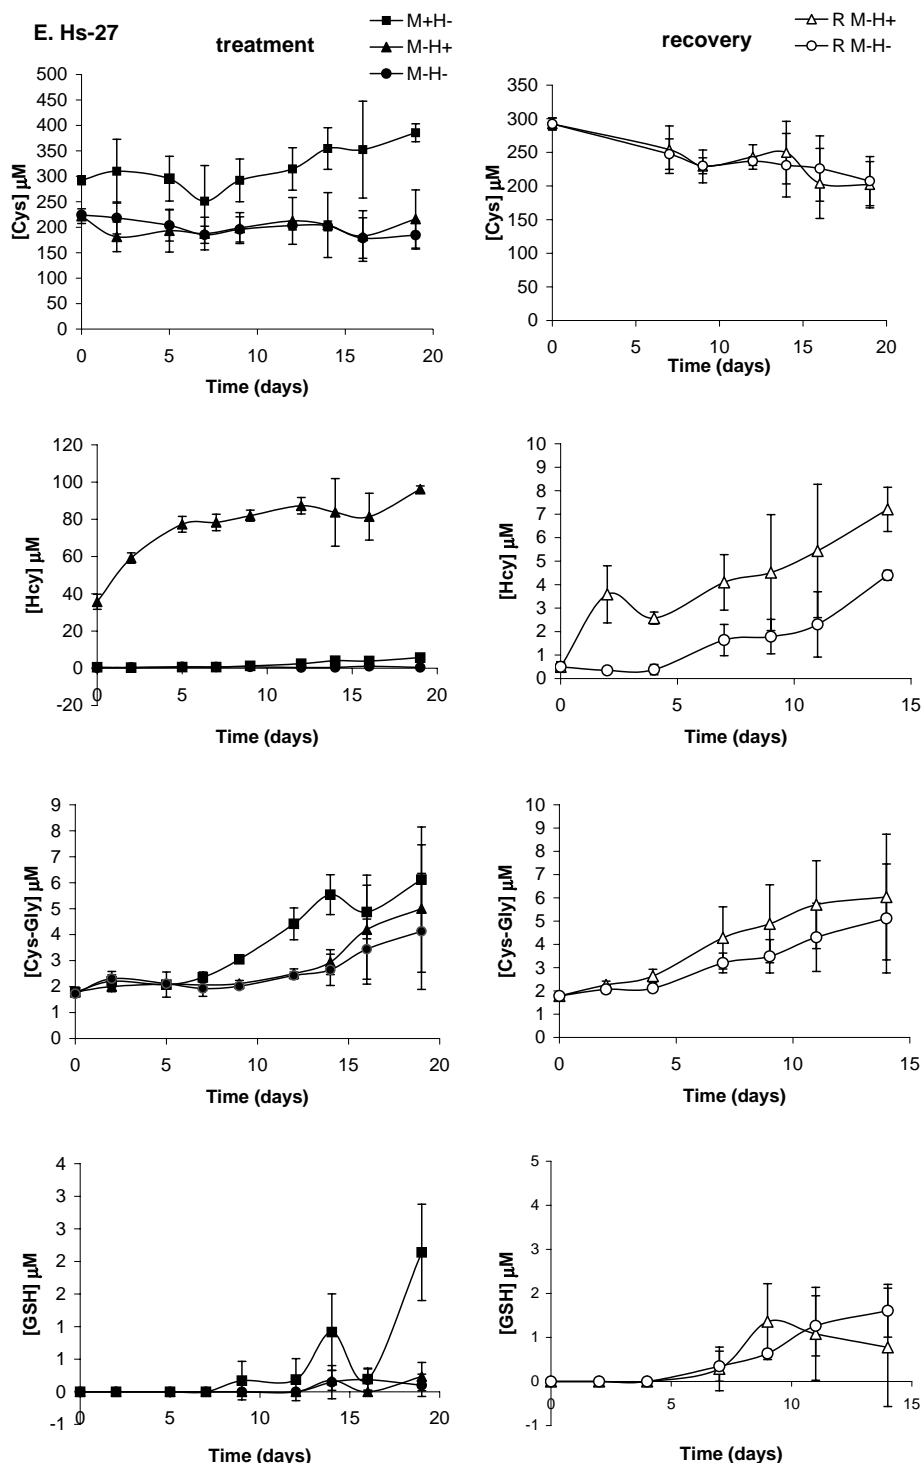 E. Hs-27
treatment
M+H-
M-H+
M-H-
recovery
R M-H+
R M-H-
[Cys] µM
500
450
400
350
300
250
200
150
100
50
0
0 5 10 15 20
Time (days)
[Cys] µM
350
300
250
200
150
100
50
0
0 5 10 15 20
Time (days)
[Hcy] µM
120
100
80
60
40
20
0
-20
0 5 10 15 20
Time (days)
[Hcy] µM
10
9
8
7
6
5
4
3
2
1
0
0 5 10 15
Time (days)
[Cys-Gly] µM
9
8
7
6
5
4
3
2
1
0
0 5 10 15 20
Time (days)
[Cys-Gly] µM
10
9
8
7
6
5
4
3
2
1
0
0 5 10 15
Time (days)
[GSH] µM
4
3
3
2
2
1
1
0
-1
0 5 10 15 20
Time (days)
[GSH] µM
5
4
3
2
1
0
-1
0 5 10 15
Time (days)